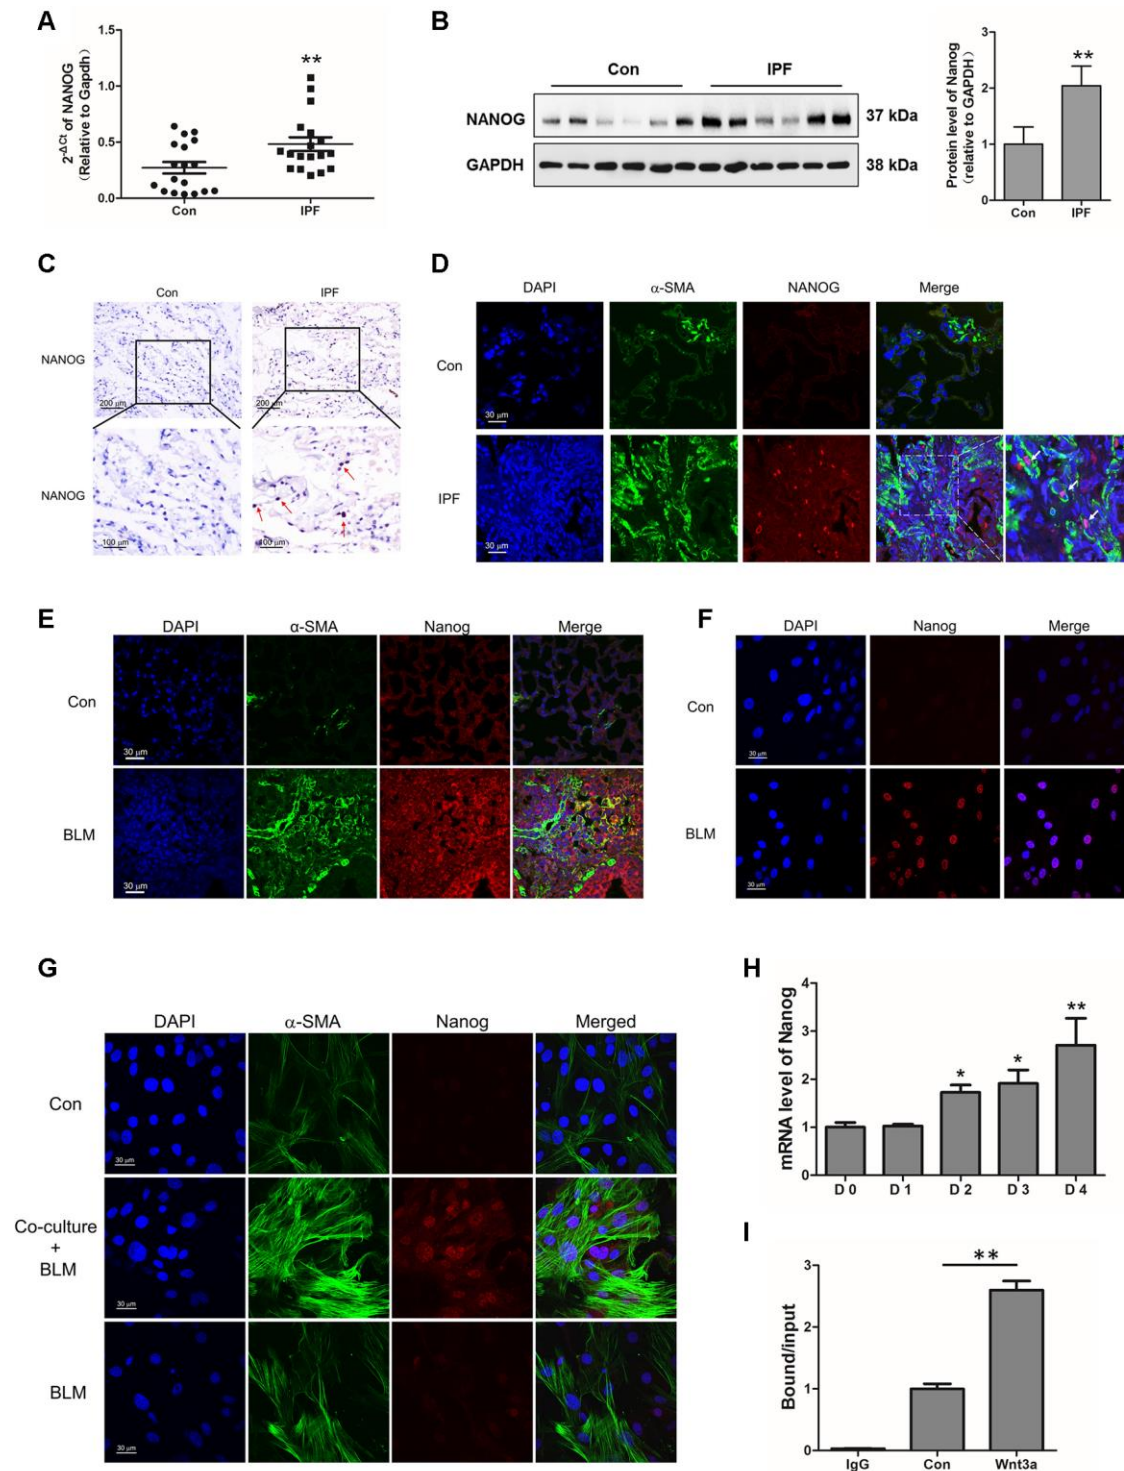 A
2-ΔCt of NANOG
(Relative to Gapdh)
1.5
1.0
0.5
0.0
**
Con
IPF
B
Con
IPF
NANOG
37 kDa
GAPDH
38 kDa
Protein level of Nanog
(relative to GAPDH)
3
2
1
0
**
Con
IPF
C
Con
IPF
NANOG
200 μm
200 μm
NANOG
100 μm
100 μm
D
DAPI
α-SMA
NANOG
Merge
Con
30 μm
IPF
30 μm
E
DAPI
α-SMA
Nanog
Merge
Con
30 μm
BLM
30 μm
F
DAPI
Nanog
Merge
Con
30 μm
BLM
30 μm
G
DAPI
α-SMA
Nanog
Merged
Con
30 μm
Co-culture
+
BLM
30 μm
BLM
30 μm
H
mRNA level of Nanog
4
3
2
1
0
*
*
**
D 0
D 1
D 2
D 3
D 4
I
Bound/input
3
2
1
0
**
IgG
Con
Wnt3a